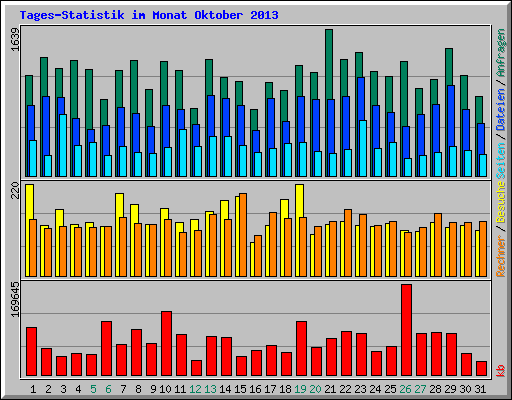 Tages-Statistik im Monat Oktober 2013
1639
Rechner / Besuche Seiten / Dateien / Anfragen
220
169645
kb
1 2 3 4 5 6 7 8 9 10 11 12 13 14 15 16 17 18 19 20 21 22 23 24 25 26 27 28 29 30 31